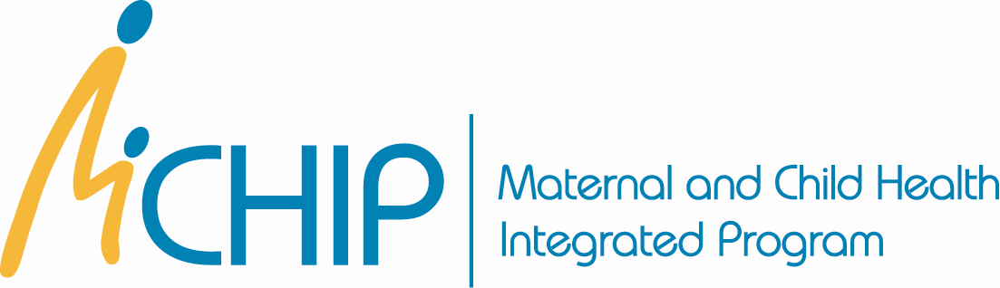 MCHIP
Maternal and Child Health
Integrated Program